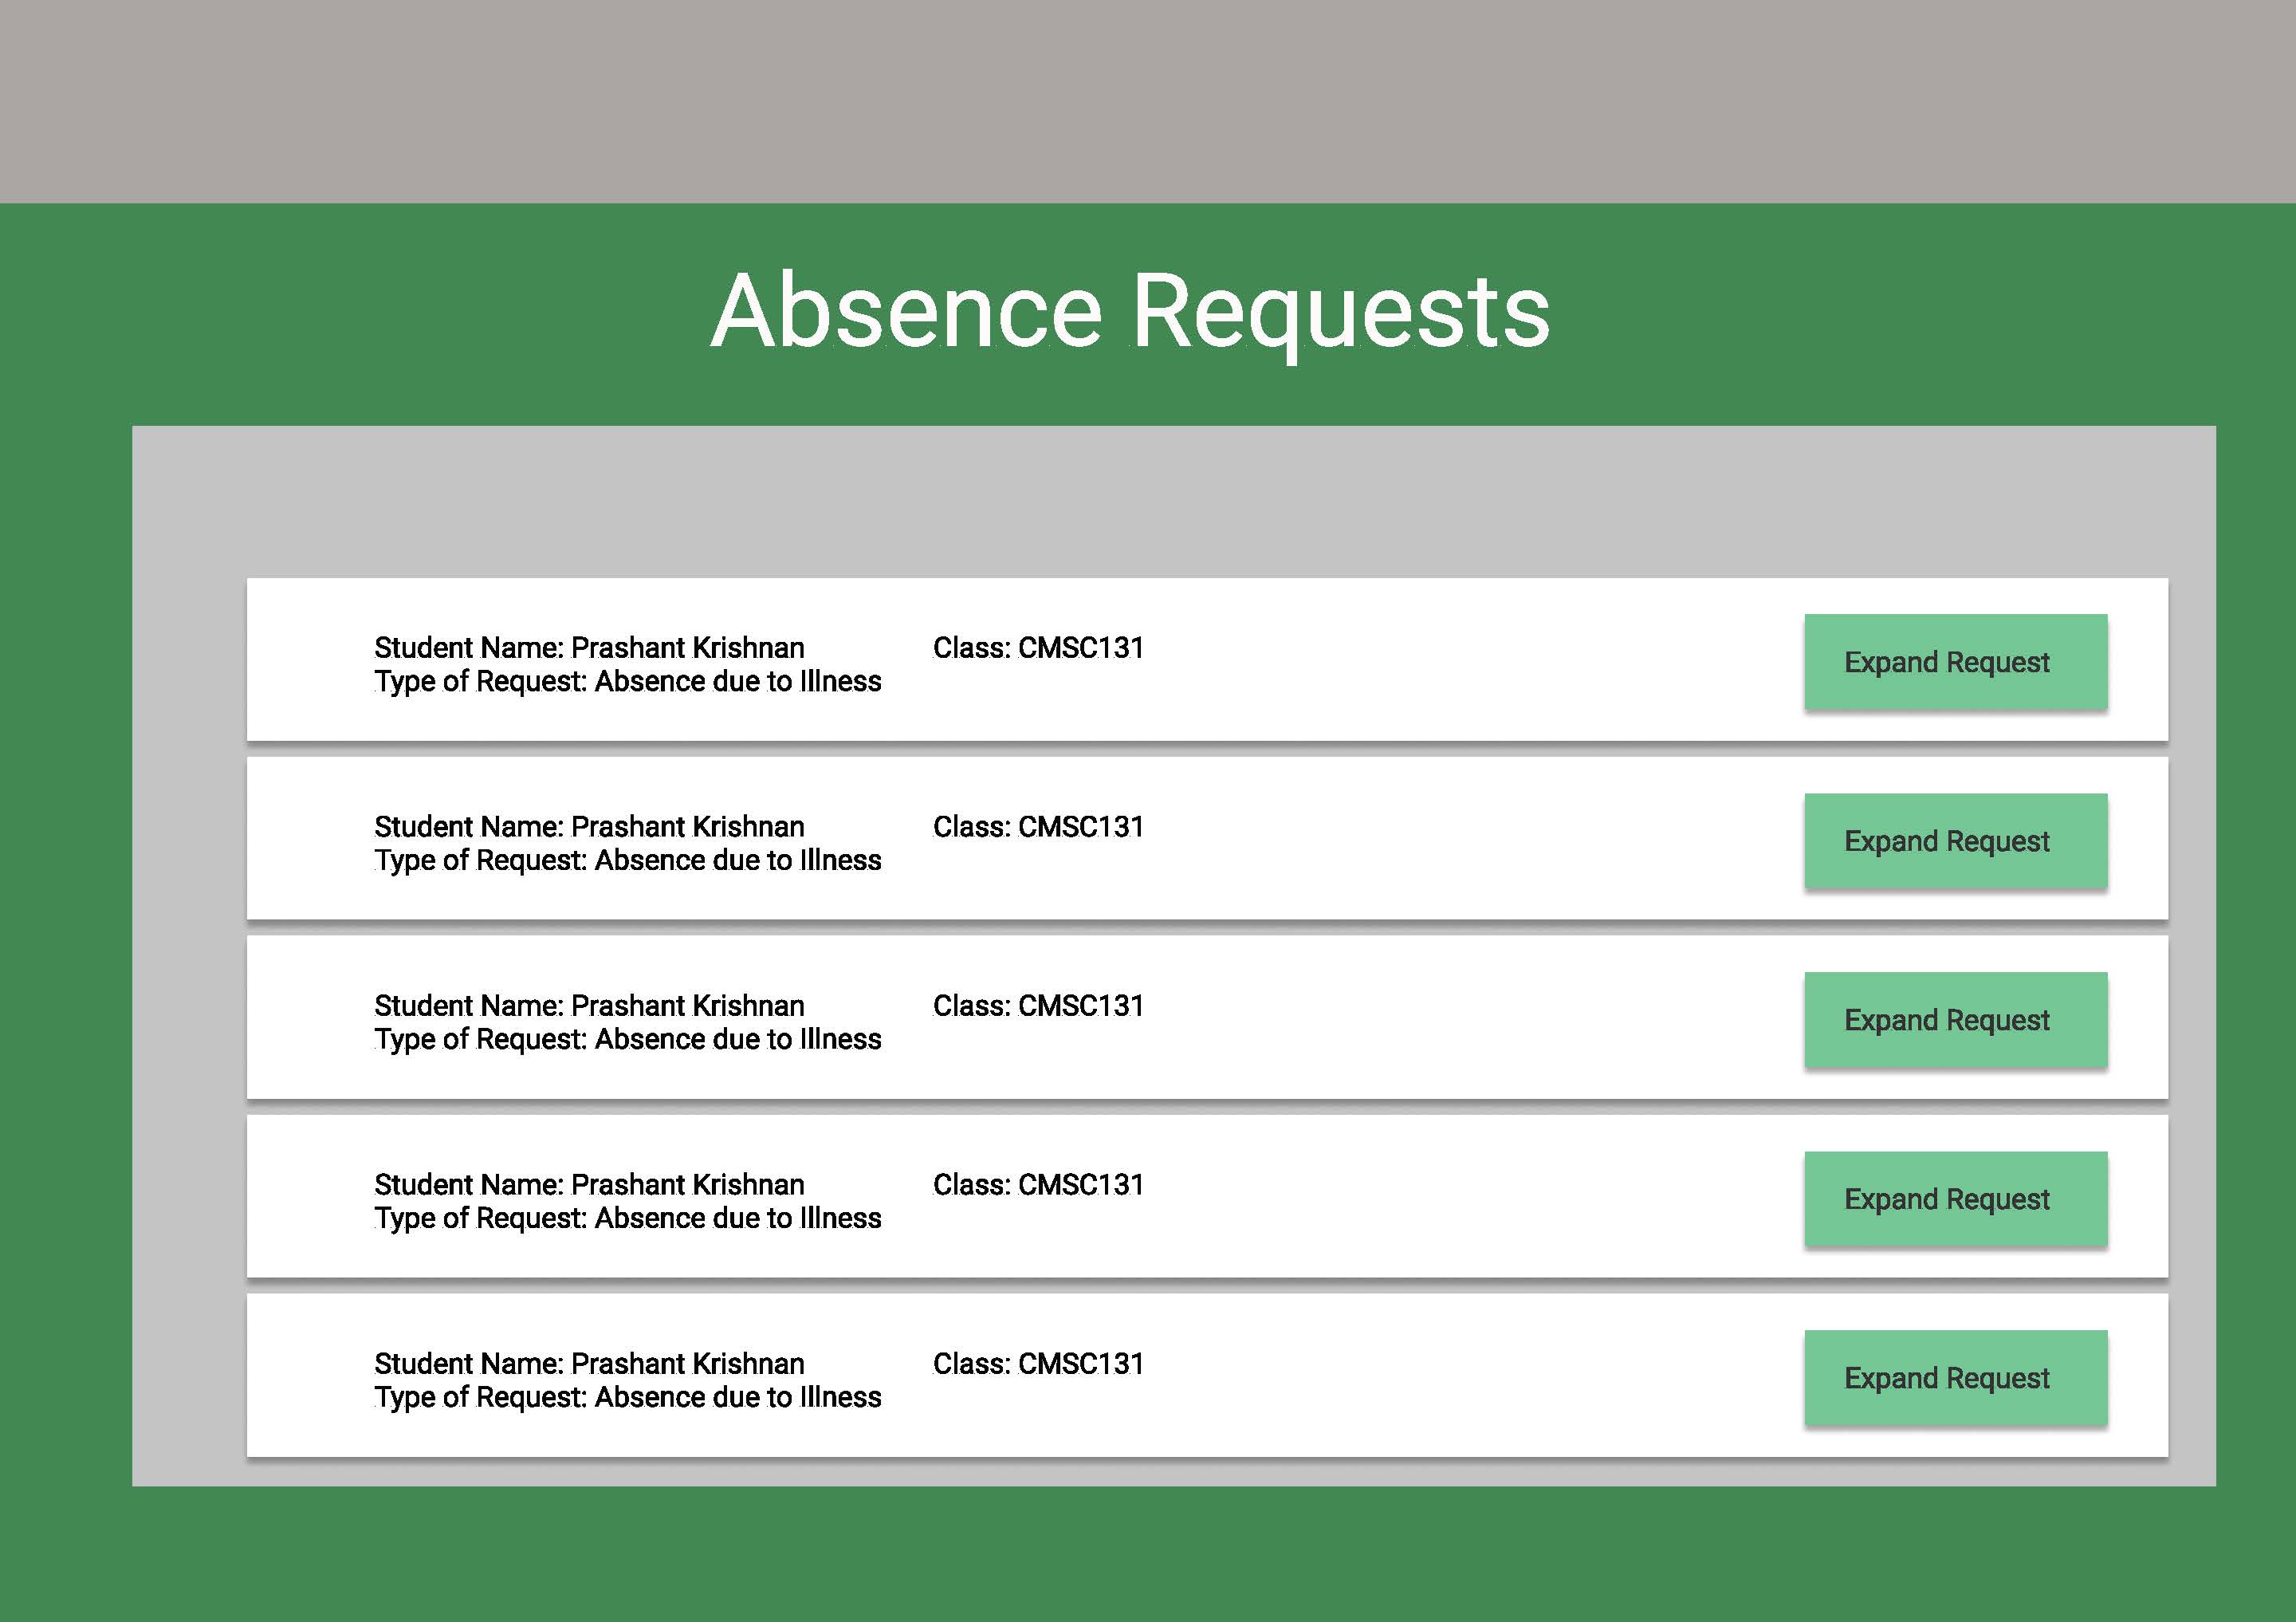 Absence Requests
Student Name: Prashant Krishnan Class: CMSC131
Type of Request: Absence due to Illness
Expand Request
Student Name: Prashant Krishnan Class: CMSC131
Type of Request: Absence due to Illness
Expand Request
Student Name: Prashant Krishnan Class: CMSC131
Type of Request: Absence due to Illness
Expand Request
Student Name: Prashant Krishnan Class: CMSC131
Type of Request: Absence due to Illness
Expand Request
Student Name: Prashant Krishnan Class: CMSC131
Type of Request: Absence due to Illness
Expand Request